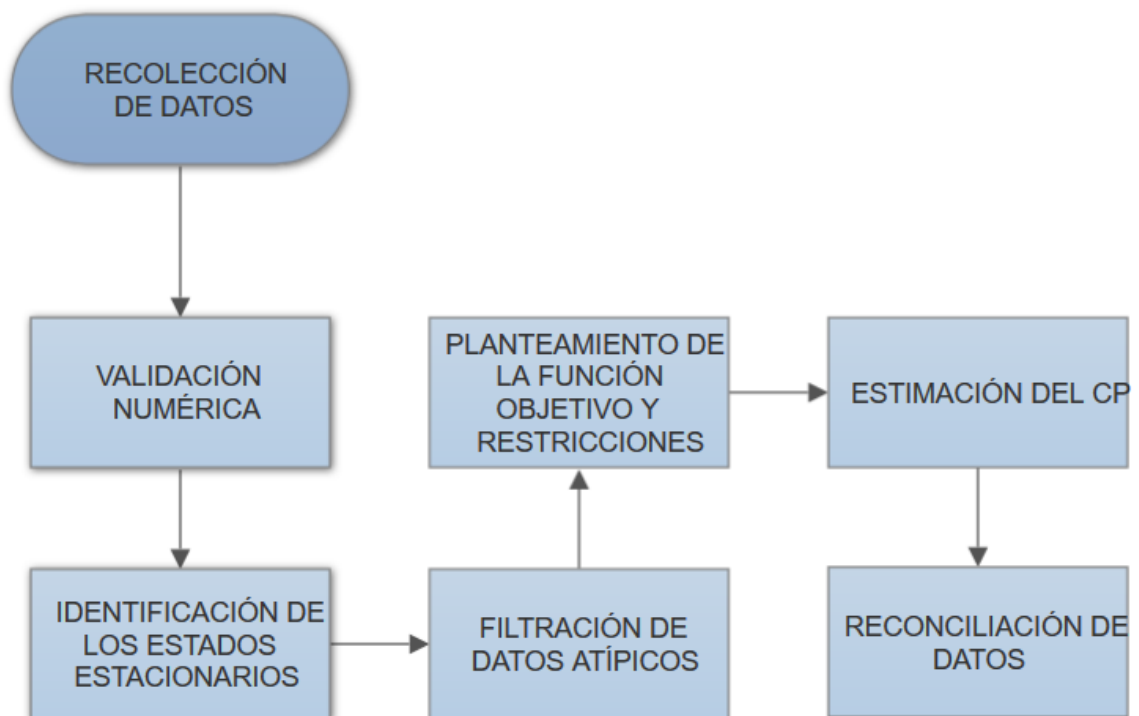 RECOLECCIÓN
DE DATOS
VALIDACIÓN
NUMÉRICA
IDENTIFICACIÓN DE
LOS ESTADOS
ESTACIONARIOS
FILTRACIÓN DE
DATOS ATÍPICOS
PLANTEAMIENTO DE
LA FUNCIÓN
OBJETIVO Y
RESTRICCIONES
ESTIMACIÓN DEL CP
RECONCILIACIÓN DE
DATOS